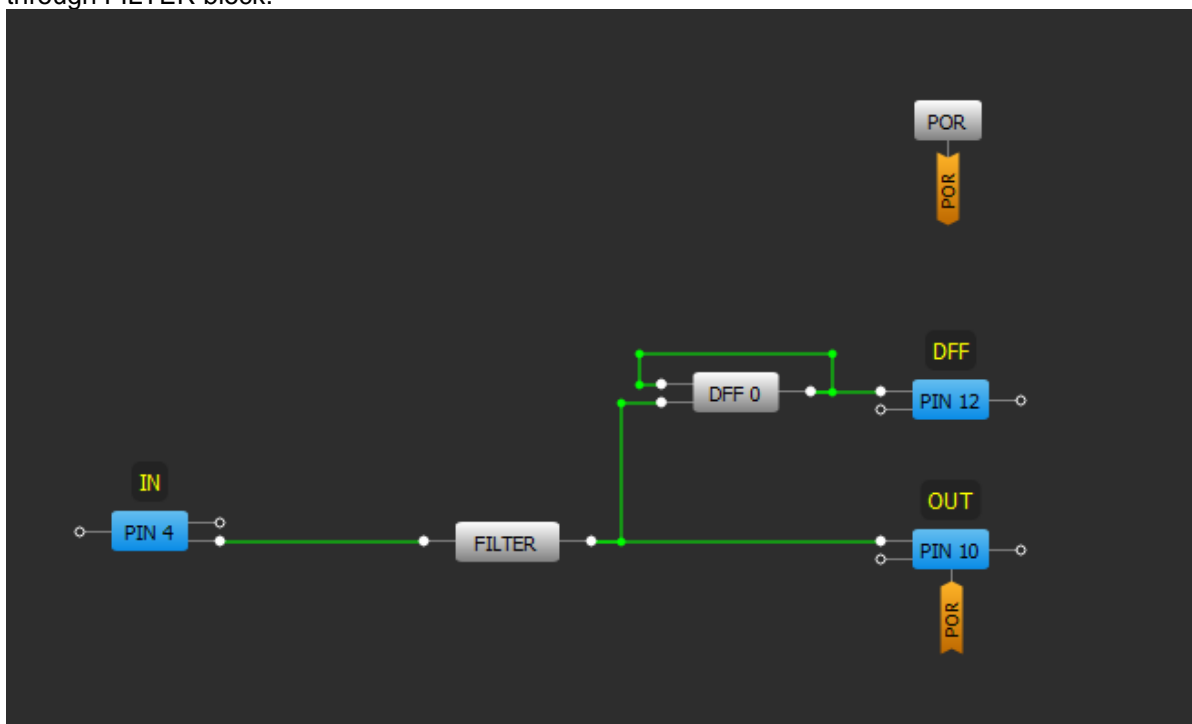 through FILTER block.
POR
POR
DFF
DFF 0
PIN 12
IN
OUT
PIN 4
FILTER
PIN 10
POR